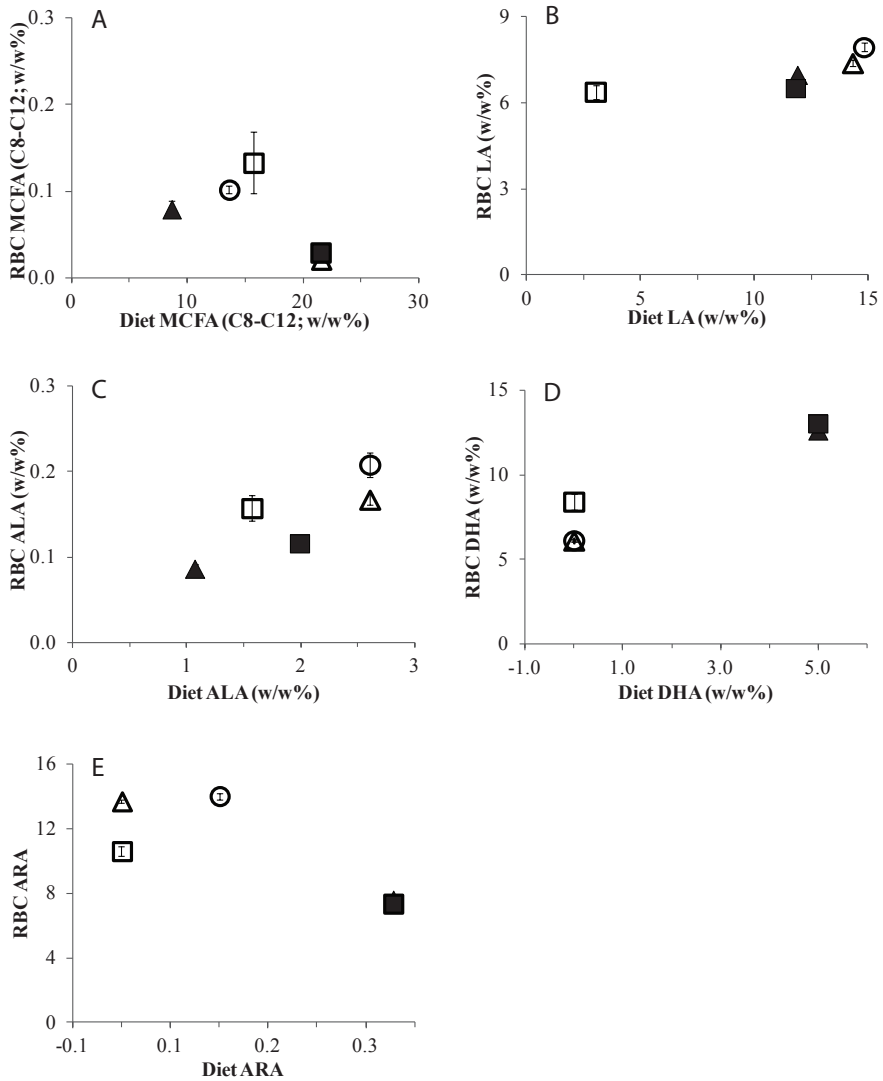 A
RBC MCFA (C8-C12; w/w%)
0.3
0.2
0.1
0.0
0 10 20 30
Diet MCFA (C8-C12; w/w%)
B
RBC LA (w/w%)
9
6
3
0
0 5 10 15
Diet LA (w/w%)
C
RBC ALA (w/w%)
0.3
0.2
0.1
0.0
0 1 2 3
Diet ALA (w/w%)
D
RBC DHA (w/w%)
15
10
5
0
-1.0 1.0 3.0 5.0
Diet DHA (w/w%)
E
RBC ARA
16
12
8
4
0
-0.1 0.1 0.2 0.3
Diet ARA